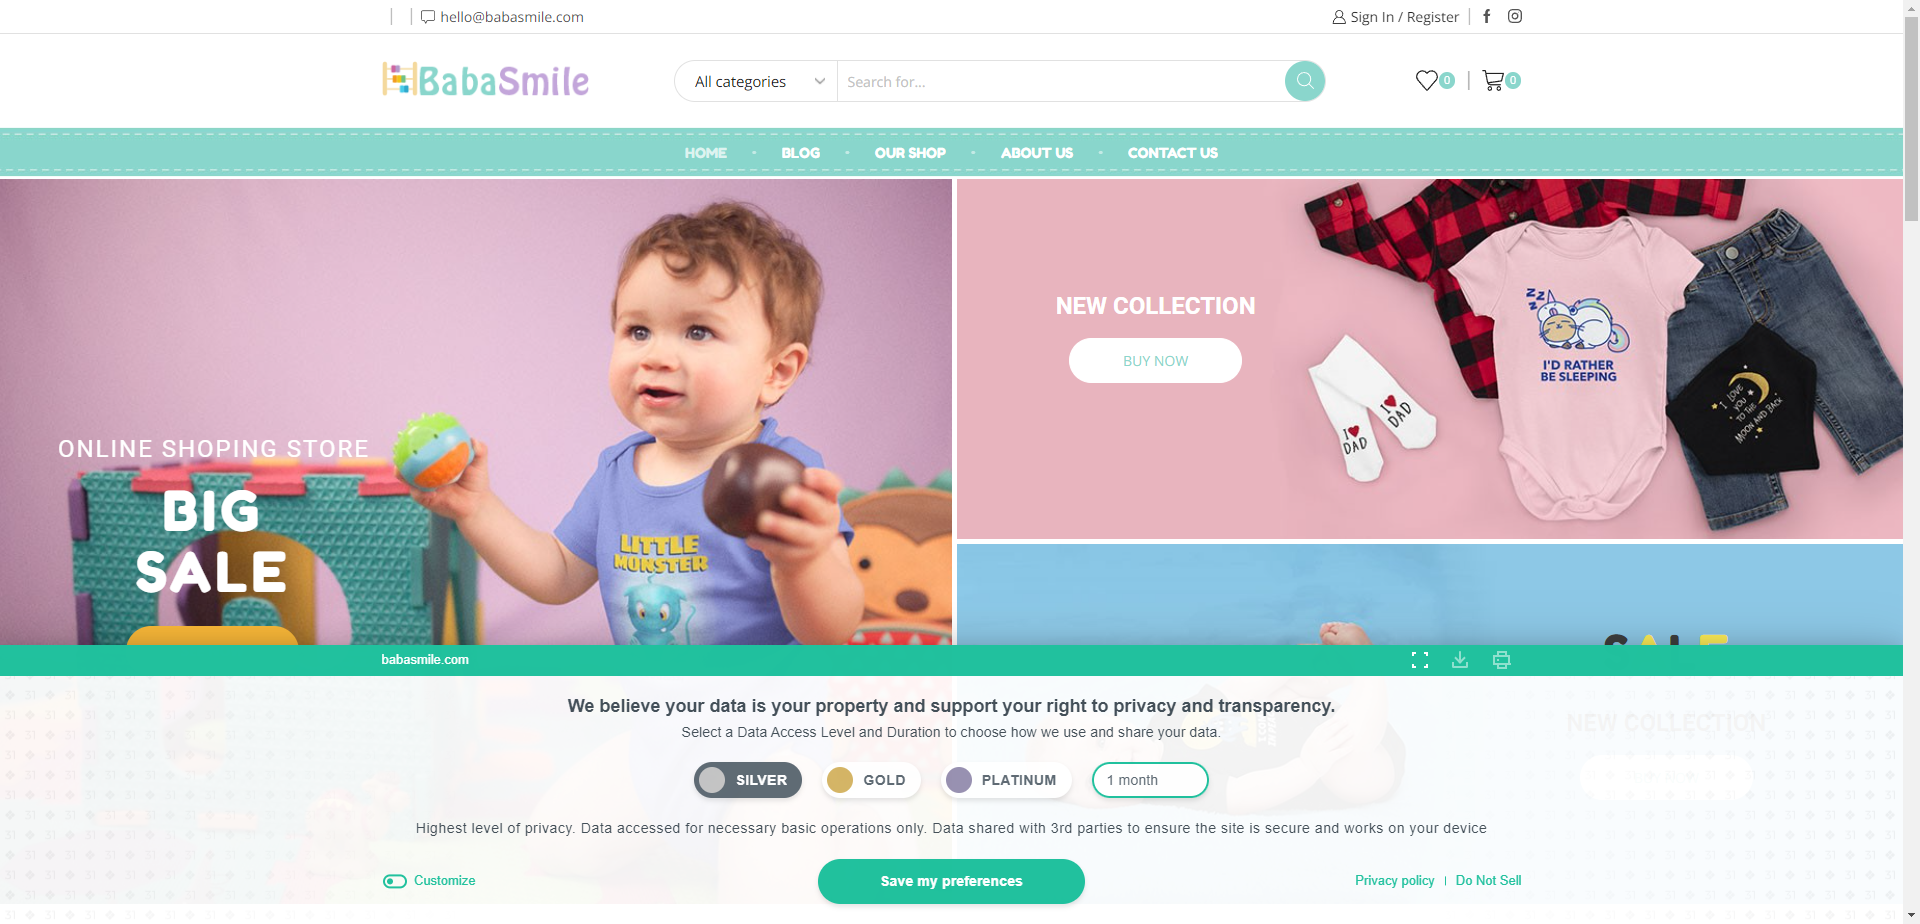 hello@babasmile.com
Sign In / Register
BabaSmile
All categories
Search for...
0
0
HOME
BLOG
OUR SHOP
ABOUT US
CONTACT US
ONLINE SHOPING STORE
BIG
SALE
LITTLE
MONSTER
NEW COLLECTION
BUY NOW
I DAD
I DAD
ZZZ
I'D RATHER
BE SLEEPING
I LOVE
YOU TO THE
MOON AND BACK
SALE
babasmile.com
We believe your data is your property and support your right to privacy and transparency.
Select a Data Access Level and Duration to choose how we use and share your data.
SILVER
GOLD
PLATINUM
1 month
NEW COLLECTION
Highest level of privacy. Data accessed for necessary basic operations only. Data shared with 3rd parties to ensure the site is secure and works on your device
Customize
Save my preferences
Privacy policy
Do Not Sell